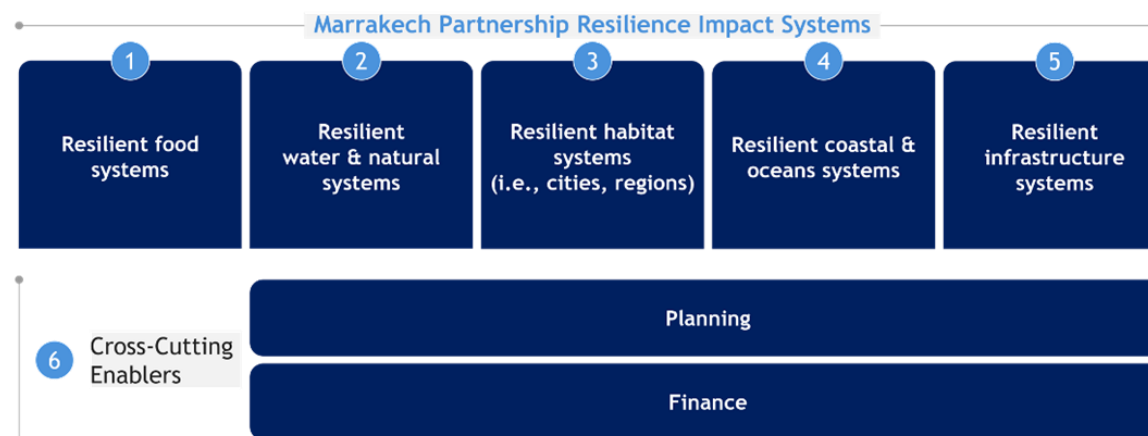 Marrakech Partnership Resilience Impact Systems
1
Resilient food
systems
2
Resilient
water & natural
systems
3
Resilient habitat
systems
(i.e., cities, regions)
4
Resilient coastal &
oceans systems
5
Resilient
infrastructure
systems
6
Cross-Cutting
Enablers
Planning
Finance